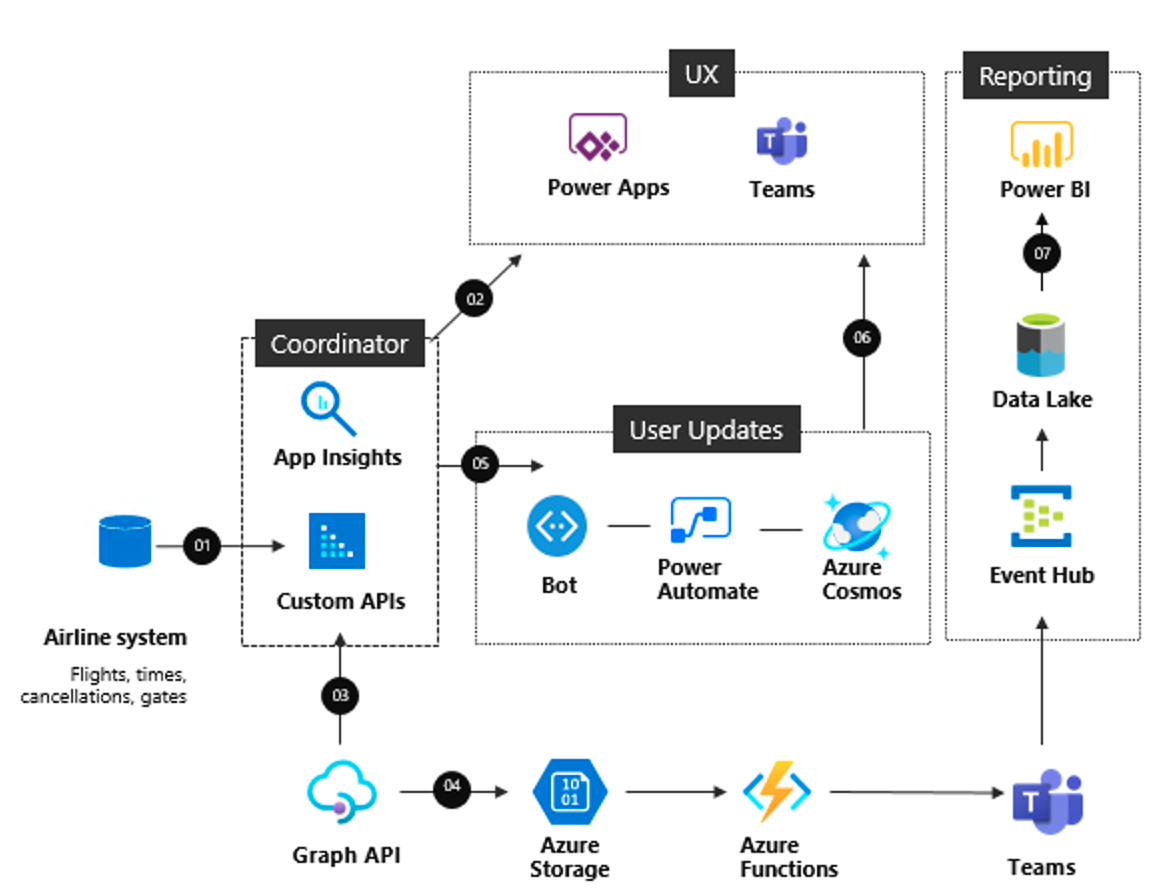 UX
Reporting
Power Apps
Teams
Power BI
07
02
Coordinator
06
Data Lake
User Updates
App Insights
05
01
Custom APIs
Bot
Power
Automate
Azure
Cosmos
Event Hub
Airline system
Flights, times,
cancellations, gates
03
04
10
01
Graph API
Azure
Storage
Azure
Functions
T
T
Teams